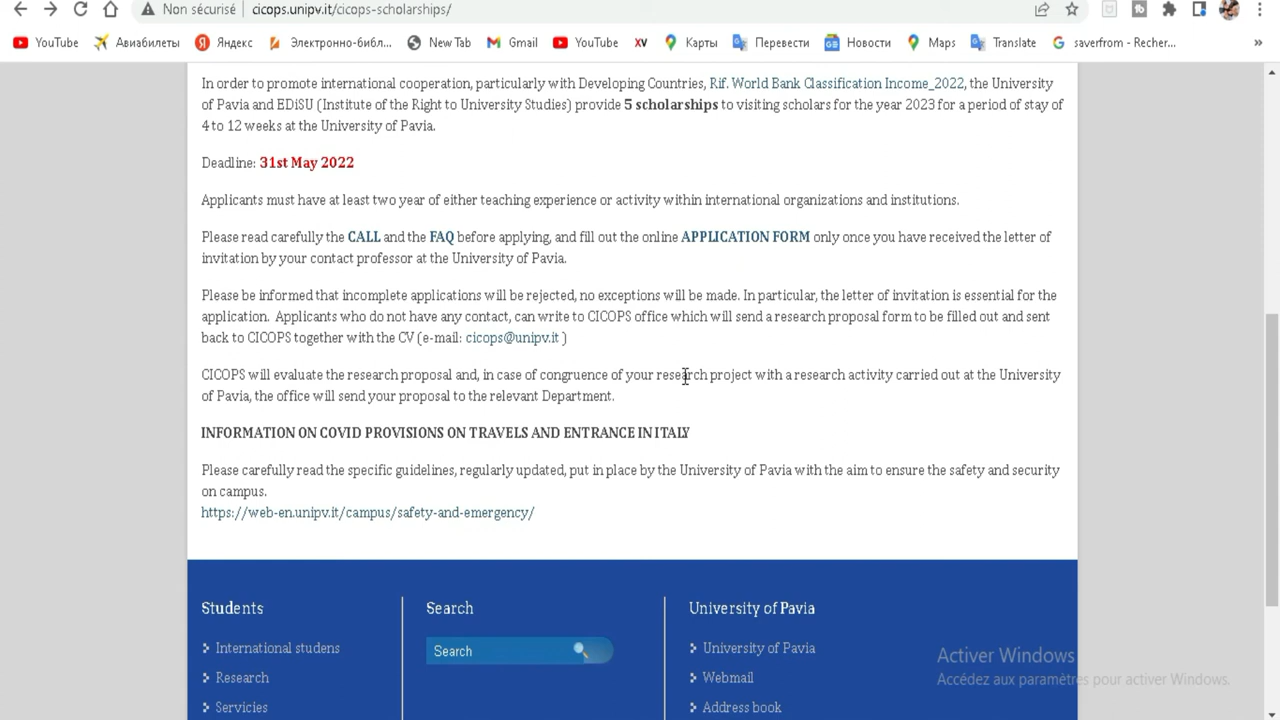 Non sécurisé cicops.unipv.it/cicops-scholarships/
YouTube Авиабилеты Яндекс Электронно-библ... New Tab Gmail YouTube XV Карты Перевести Новости Maps Translate saverfrom - Recher... »
In order to promote international cooperation, particularly with Developing Countries, Rif. World Bank Classification Income_2022, the University
of Pavia and EDiSU (Institute of the Right to University Studies) provide 5 scholarships to visiting scholars for the year 2023 for a period of stay of
4 to 12 weeks at the University of Pavia.
Deadline: 31st May 2022
Applicants must have at least two year of either teaching experience or activity within international organizations and institutions.
Please read carefully the CALL and the FAQ before applying, and fill out the online APPLICATION FORM only once you have received the letter of
invitation by your contact professor at the University of Pavia.
Please be informed that incomplete applications will be rejected, no exceptions will be made. In particular, the letter of invitation is essential for the
application. Applicants who do not have any contact, can write to CICOPS office which will send a research proposal form to be filled out and sent
back to CICOPS together with the CV (e-mail: cicops@unipv.it )
CICOPS will evaluate the research proposal and, in case of congruence of your research project with a research activity carried out at the University
of Pavia, the office will send your proposal to the relevant Department.
INFORMATION ON COVID PROVISIONS ON TRAVELS AND ENTRANCE IN ITALY
Please carefully read the specific guidelines, regularly updated, put in place by the University of Pavia with the aim to ensure the safety and security
on campus.
https://web-en.unipv.it/campus/safety-and-emergency/
Students
International studens
Research
Servicies
Search
Search
University of Pavia
University of Pavia
Webmail
Address book
Activer Windows
Accédez aux paramètres pour activer Windows.